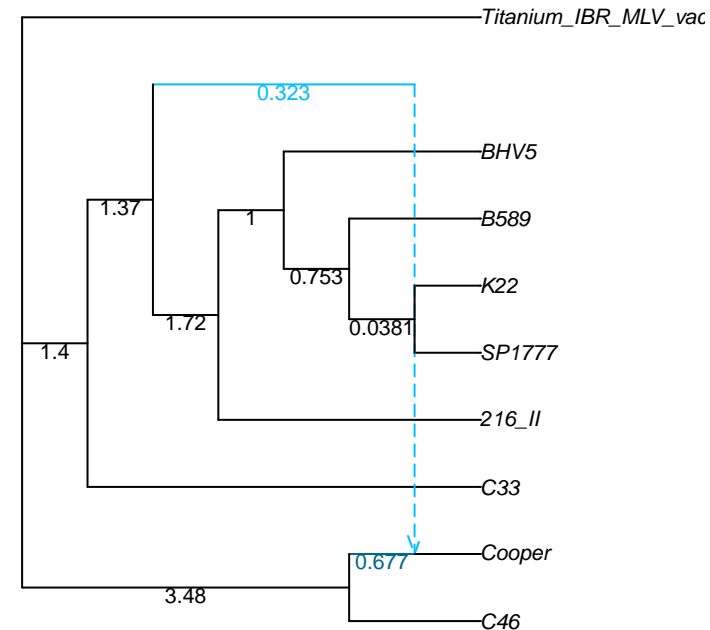 Titanium_IBR_MLV_vac
0.323
BHV5
1.37
1
B589
0.753
K22
1.72
0.0381
1.4
SP1777
216_II
C33
Cooper
0.677
3.48
C46